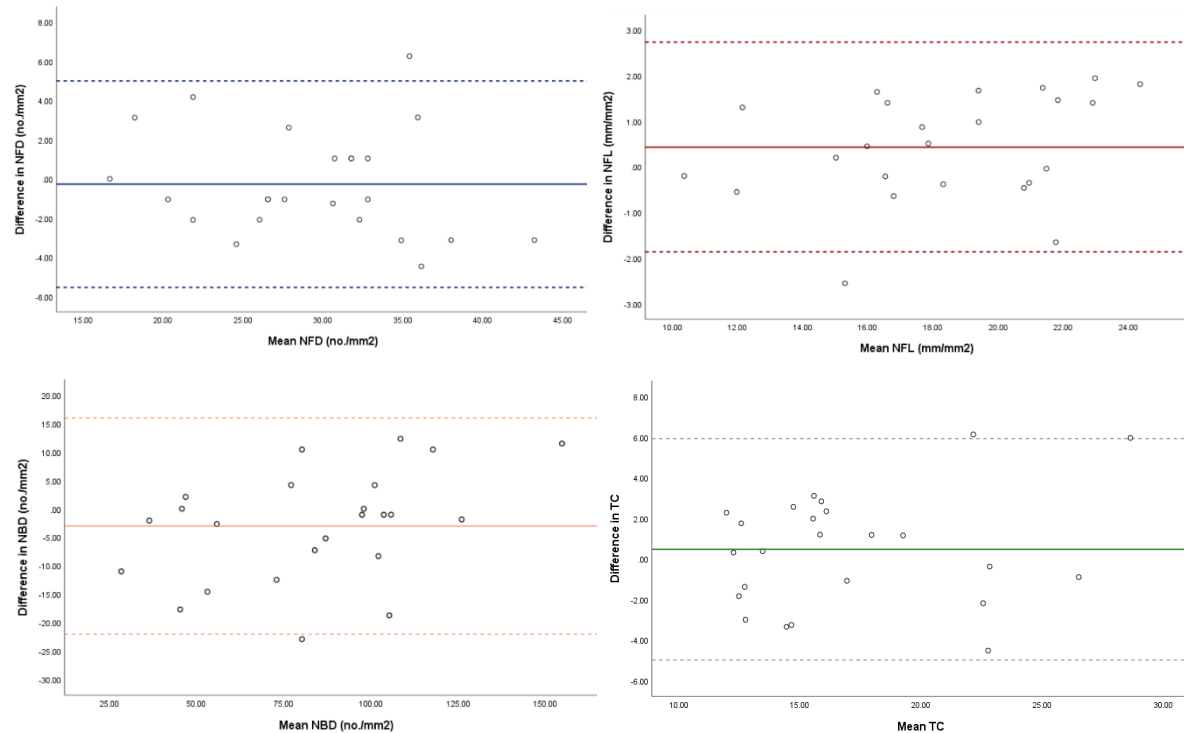 8.00
6.00
4.00
2.00
.00
-2.00
-4.00
-6.00
Difference in NFD (no./mm2)
15.00 20.00 25.00 30.00 35.00 40.00 45.00
Mean NFD (no./mm2)
3.00
2.00
1.00
.00
-1.00
-2.00
-3.00
Difference in NFL (mm/mm2)
10.00 12.00 14.00 16.00 18.00 20.00 22.00 24.00
Mean NFL (mm/mm2)
20.00
15.00
10.00
5.00
.00
-5.00
-10.00
-15.00
-20.00
-30.00
Difference in NBD (no./mm2)
25.00 50.00 75.00 100.00 125.00 150.00
Mean NBD (no./mm2)
8.00
6.00
4.00
2.00
.00
-2.00
-4.00
-6.00
Difference in TC
10.00 15.00 20.00 25.00 30.00
Mean TC